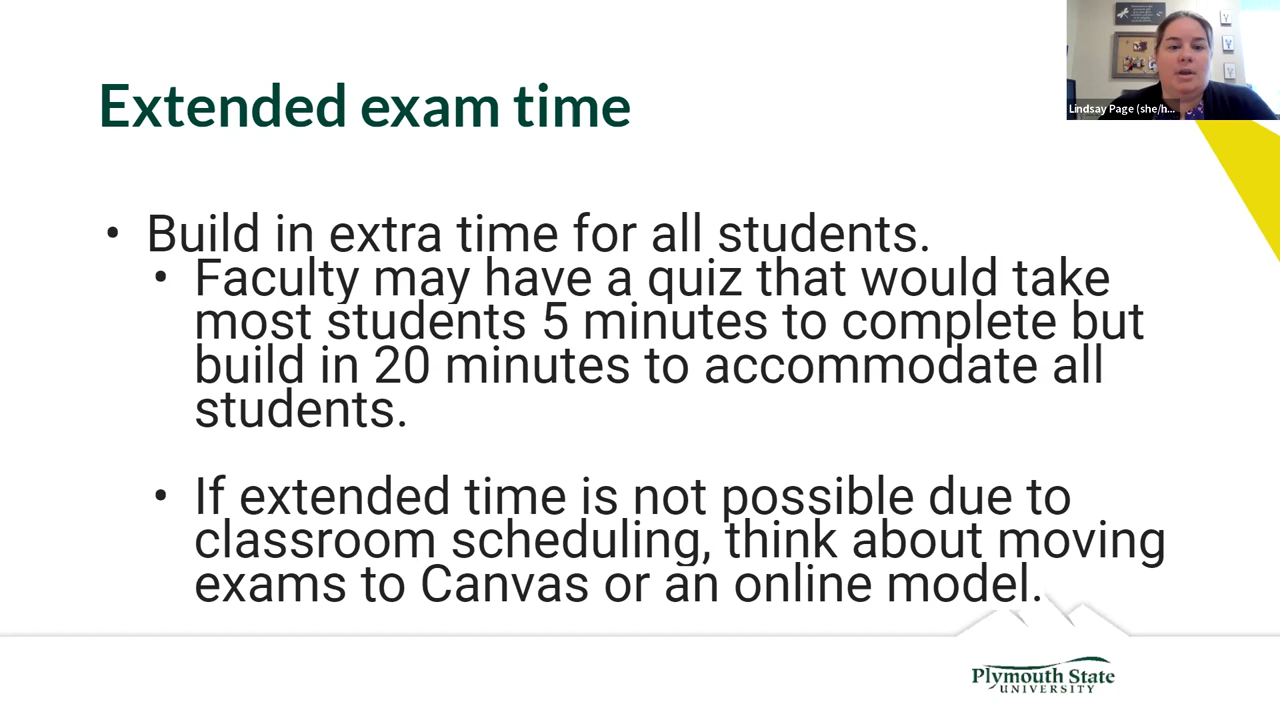 Lindsay Page (she/h...
Extended exam time
• Build in extra time for all students.
• Faculty may have a quiz that would take
most students 5 minutes to complete but
build in 20 minutes to accommodate all
students.
• If extended time is not possible due to
classroom scheduling, think about moving
exams to Canvas or an online model.
Plymouth State
UNIVERSITY